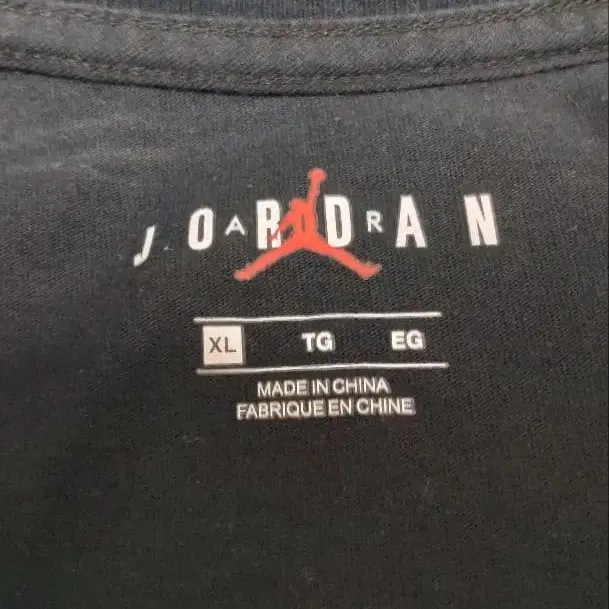 JORDAN
AIR
XL TG EG
MADE IN CHINA
FABRIQUE EN CHINE